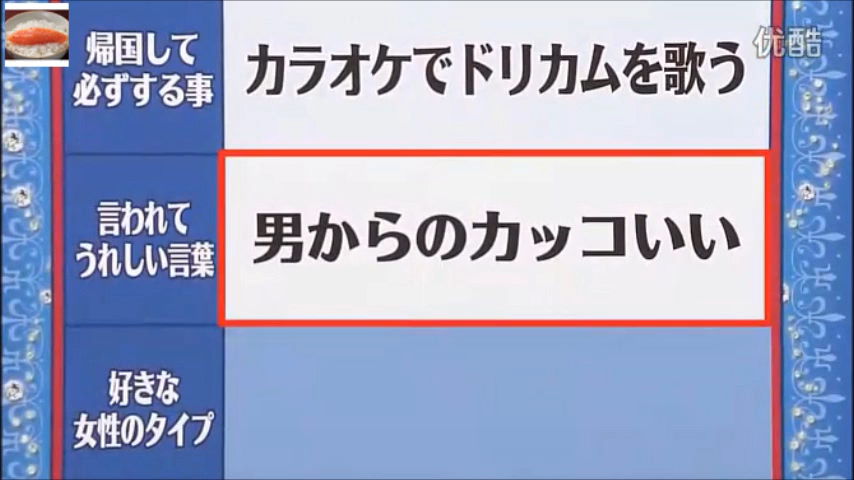 优酷
帰国して
必ずする事
カラオケでドリカムを歌う
言われて
うれしい言葉
男からのカッコいい
好きな
女性のタイプ